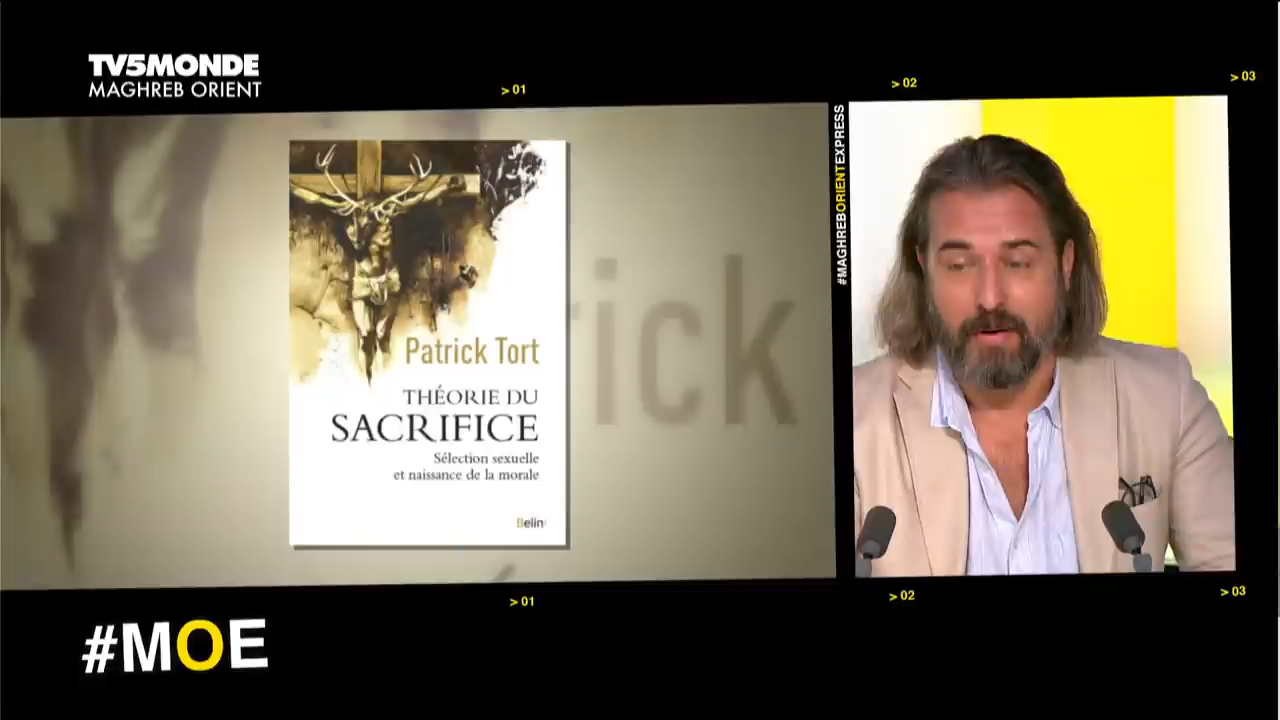 TV5MONDE
MAGHREB ORIENT
> 01
> 02
> 03
#MAGHREBORIENTEXPRESS
rick
Patrick Tort
THÉORIE DU
SACRIFICE
Sélection sexuelle
et naissance de la morale
Belin
> 01
> 02
> 03
#MOE